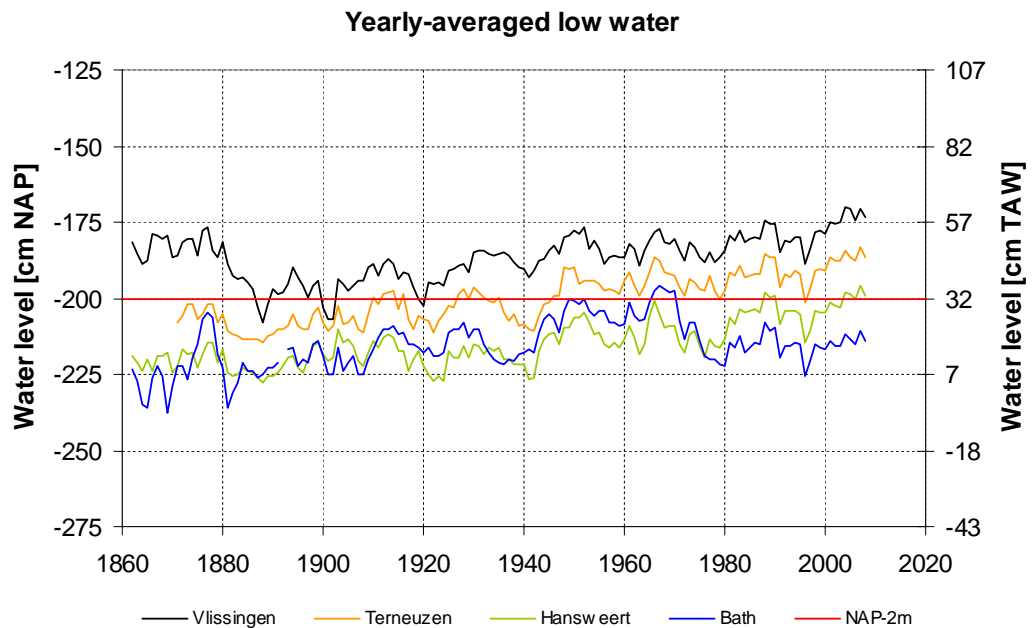 Yearly-averaged low water
Water level [cm NAP]
-125
-150
-175
-200
-225
-250
-275
107
82
57
32
7
-18
-43
Water level [cm TAW]
1860 1880 1900 1920 1940 1960 1980 2000 2020
Vlissingen Terneuzen Hansweert Bath NAP-2m